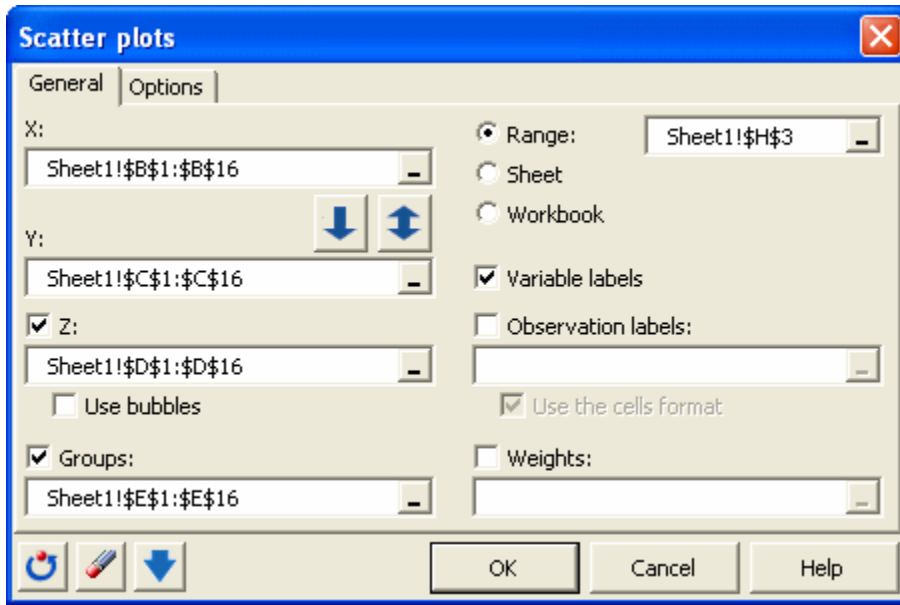 Scatter plots
General
Options
X:
Sheet1!$B$1:$B$16
Y:
Sheet1!$C$1:$C$16
Z:
Sheet1!$D$1:$D$16
Use bubbles
Groups:
Sheet1!$E$1:$E$16
Range:
Sheet1!$H$3
Sheet
Workbook
Variable labels
Observation labels:
Use the cells format
Weights:
OK
Cancel
Help